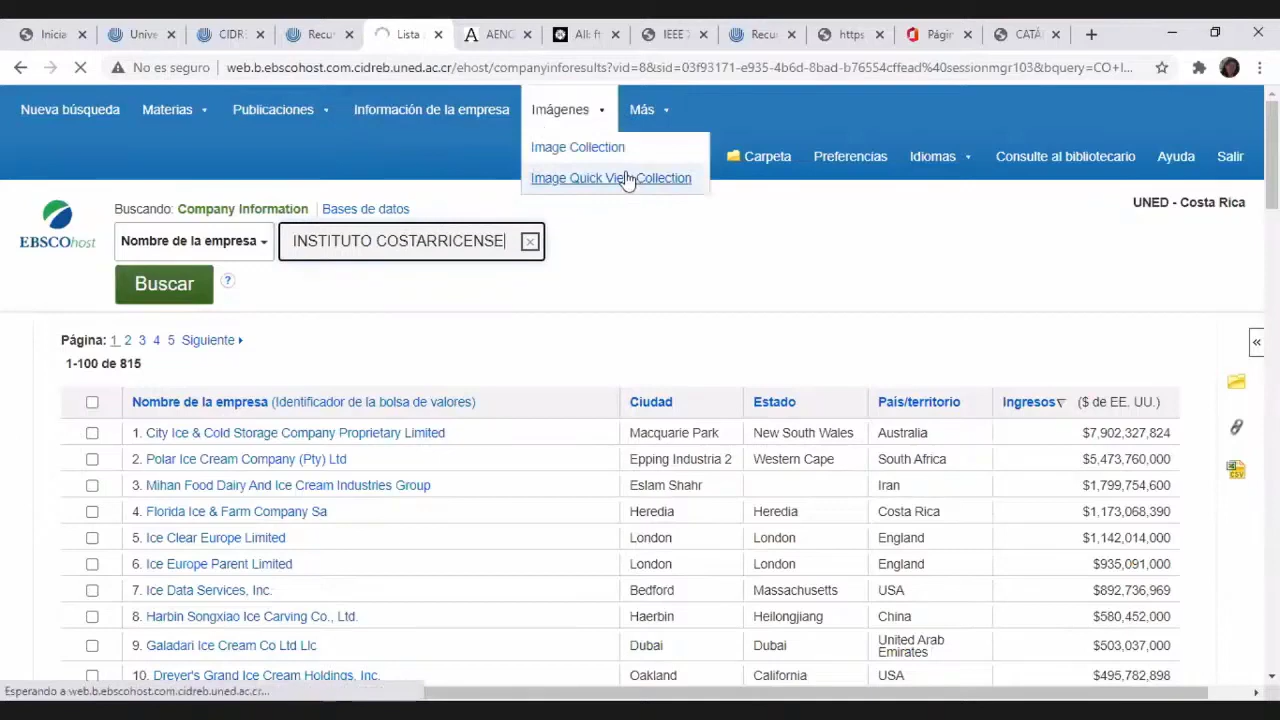 Inicia
Unive
CIDRE
Recu
Lista
AENC
All: ft
IEEE
Recu
https
Págir
CATÁ
No es seguro
web.b.ebscohost.com.cidreb.uned.ac.cr/ehost/companyinforesults?vid=8&sid=03f93171-e935-4b6d-8bad-b76554cffead%40sessionmgr103&bquery=CO+I...
Nueva búsqueda Materias Publicaciones Información de la empresa Imágenes Más
Image Collection
Image Quick View Collection
Carpeta Preferencias Idiomas Consulte al bibliotecario Ayuda Salir
UNED - Costa Rica
EBSCOhost
Buscando: Company Information Bases de datos
Nombre de la empresa INSTITUTO COSTARRICENSE
Buscar ?
Página: 1 2 3 4 5 Siguiente
1-100 de 815
Nombre de la empresa (Identificador de la bolsa de valores) Ciudad Estado País/territorio Ingresos ($ de EE. UU.)
1. City Ice & Cold Storage Company Proprietary Limited Macquarie Park New South Wales Australia $7,902,327,824
2. Polar Ice Cream Company (Pty) Ltd Epping Industria 2 Western Cape South Africa $5,473,760,000
3. Mihan Food Dairy And Ice Cream Industries Group Eslam Shahr Iran $1,799,754,600
4. Florida Ice & Farm Company Sa Heredia Heredia Costa Rica $1,173,068,390
5. Ice Clear Europe Limited London London England $1,142,014,000
6. Ice Europe Parent Limited London London England $935,091,000
7. Ice Data Services, Inc. Bedford Massachusetts USA $892,736,969
8. Harbin Songxiao Ice Carving Co., Ltd. Haerbin Heilongjiang China $580,452,000
9. Galadari Ice Cream Co Ltd Llc Dubai Dubai United Arab Emirates $503,037,000
10. Dreyer's Grand Ice Cream Holdings, Inc. Oakland California USA $495,782,898
CSV
Esperando a web.b.ebscohost.com.cidreb.uned.ac.cr...